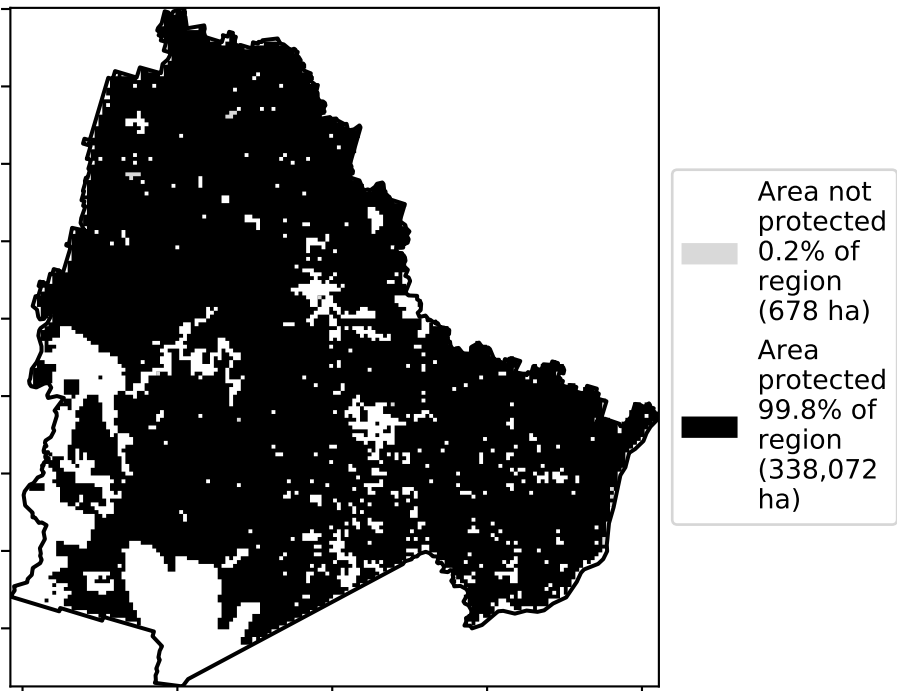 Area not
protected
0.2% of
region
(678 ha)
Area
protected
99.8% of
region
(338,072
ha)